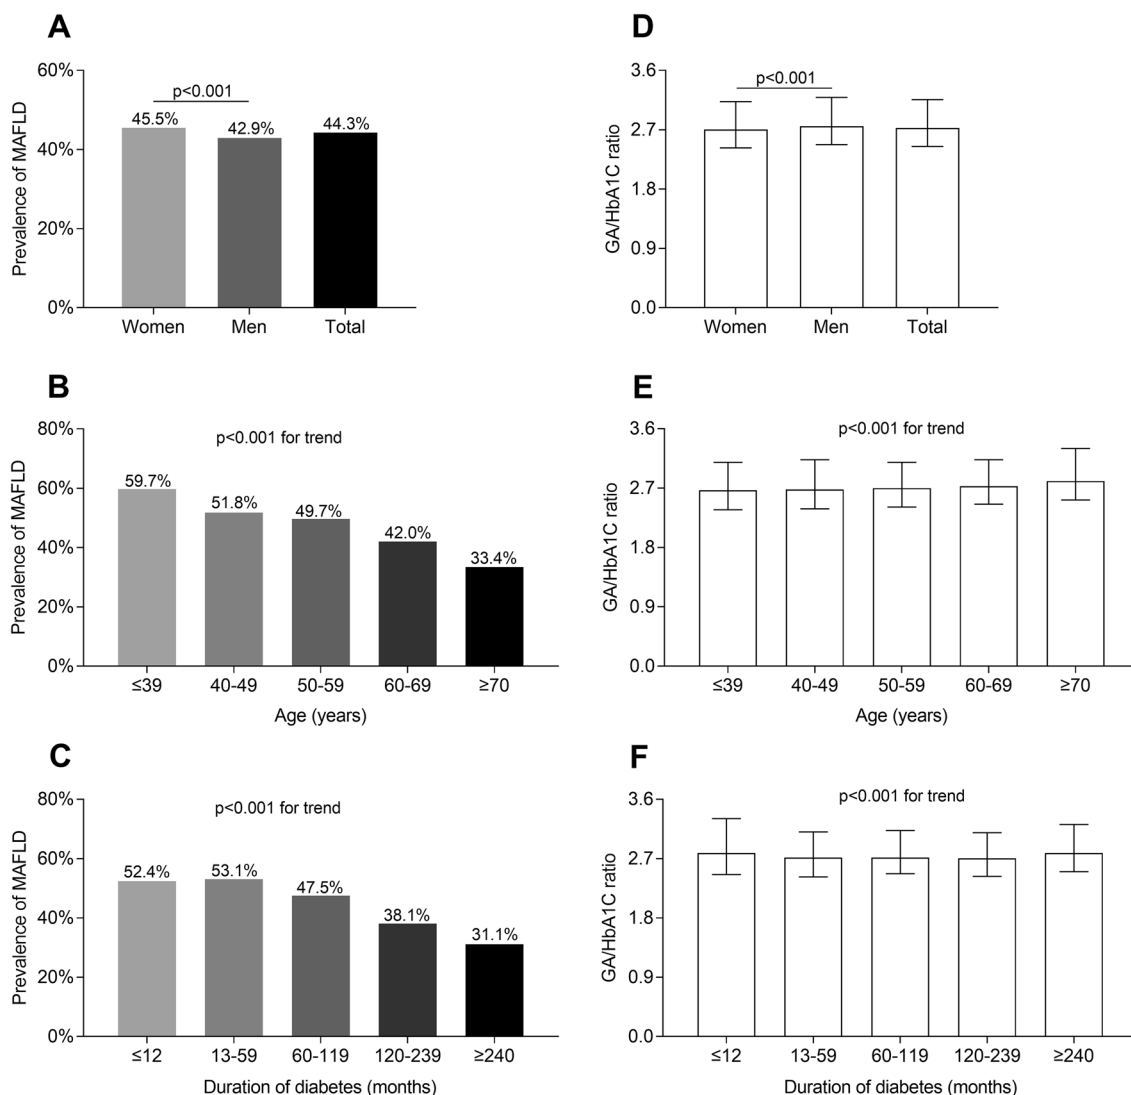 A
Prevalence of MAFLD
60%
40%
20%
0%
p<0.001
45.5%
42.9%
44.3%
Women
Men
Total
D
GA/HbA1C ratio
3.6
2.7
1.8
0.9
0.0
p<0.001
Women
Men
Total
B
Prevalence of MAFLD
80%
60%
40%
20%
0%
p<0.001 for trend
59.7%
51.8%
49.7%
42.0%
33.4%
≤39
40-49
50-59
60-69
≥70
Age (years)
E
GA/HbA1C ratio
3.6
2.7
1.8
0.9
0.0
p<0.001 for trend
≤39
40-49
50-59
60-69
≥70
Age (years)
C
Prevalence of MAFLD
80%
60%
40%
20%
0%
p<0.001 for trend
52.4%
53.1%
47.5%
38.1%
31.1%
≤12
13-59
60-119
120-239
≥240
Duration of diabetes (months)
F
GA/HbA1C ratio
3.6
2.7
1.8
0.9
0.0
p<0.001 for trend
≤12
13-59
60-119
120-239
≥240
Duration of diabetes (months)